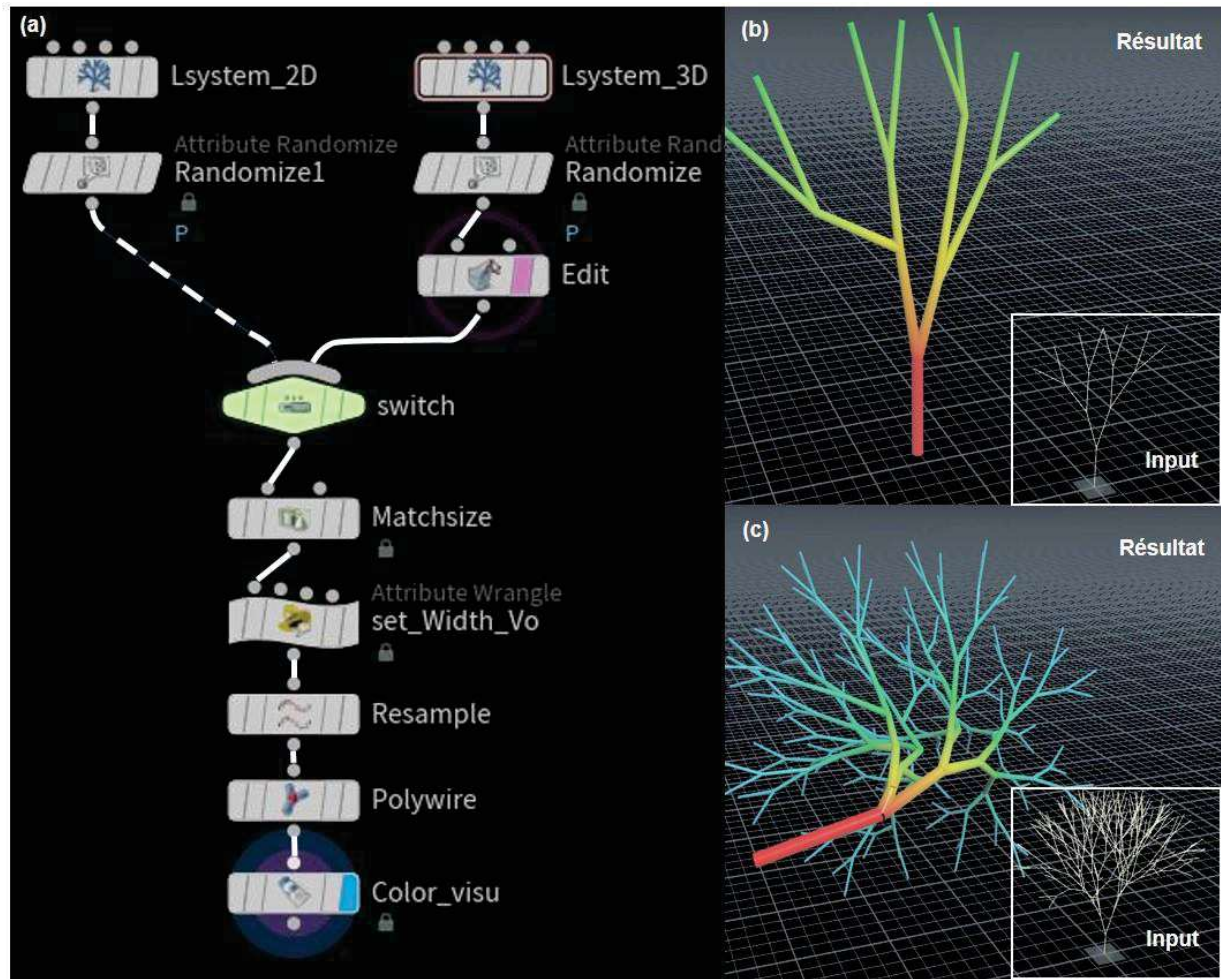 (a)
Lsystem_2D
Lsystem_3D
Attribute Randomize
Randomize1
P
Attribute Rand
Randomize
P
Edit
switch
Matchsize
Attribute Wrangle
set_Width_Vo
Resample
Polywire
Color_visu
(b)
Résultat
Input
(c)
Résultat
Input